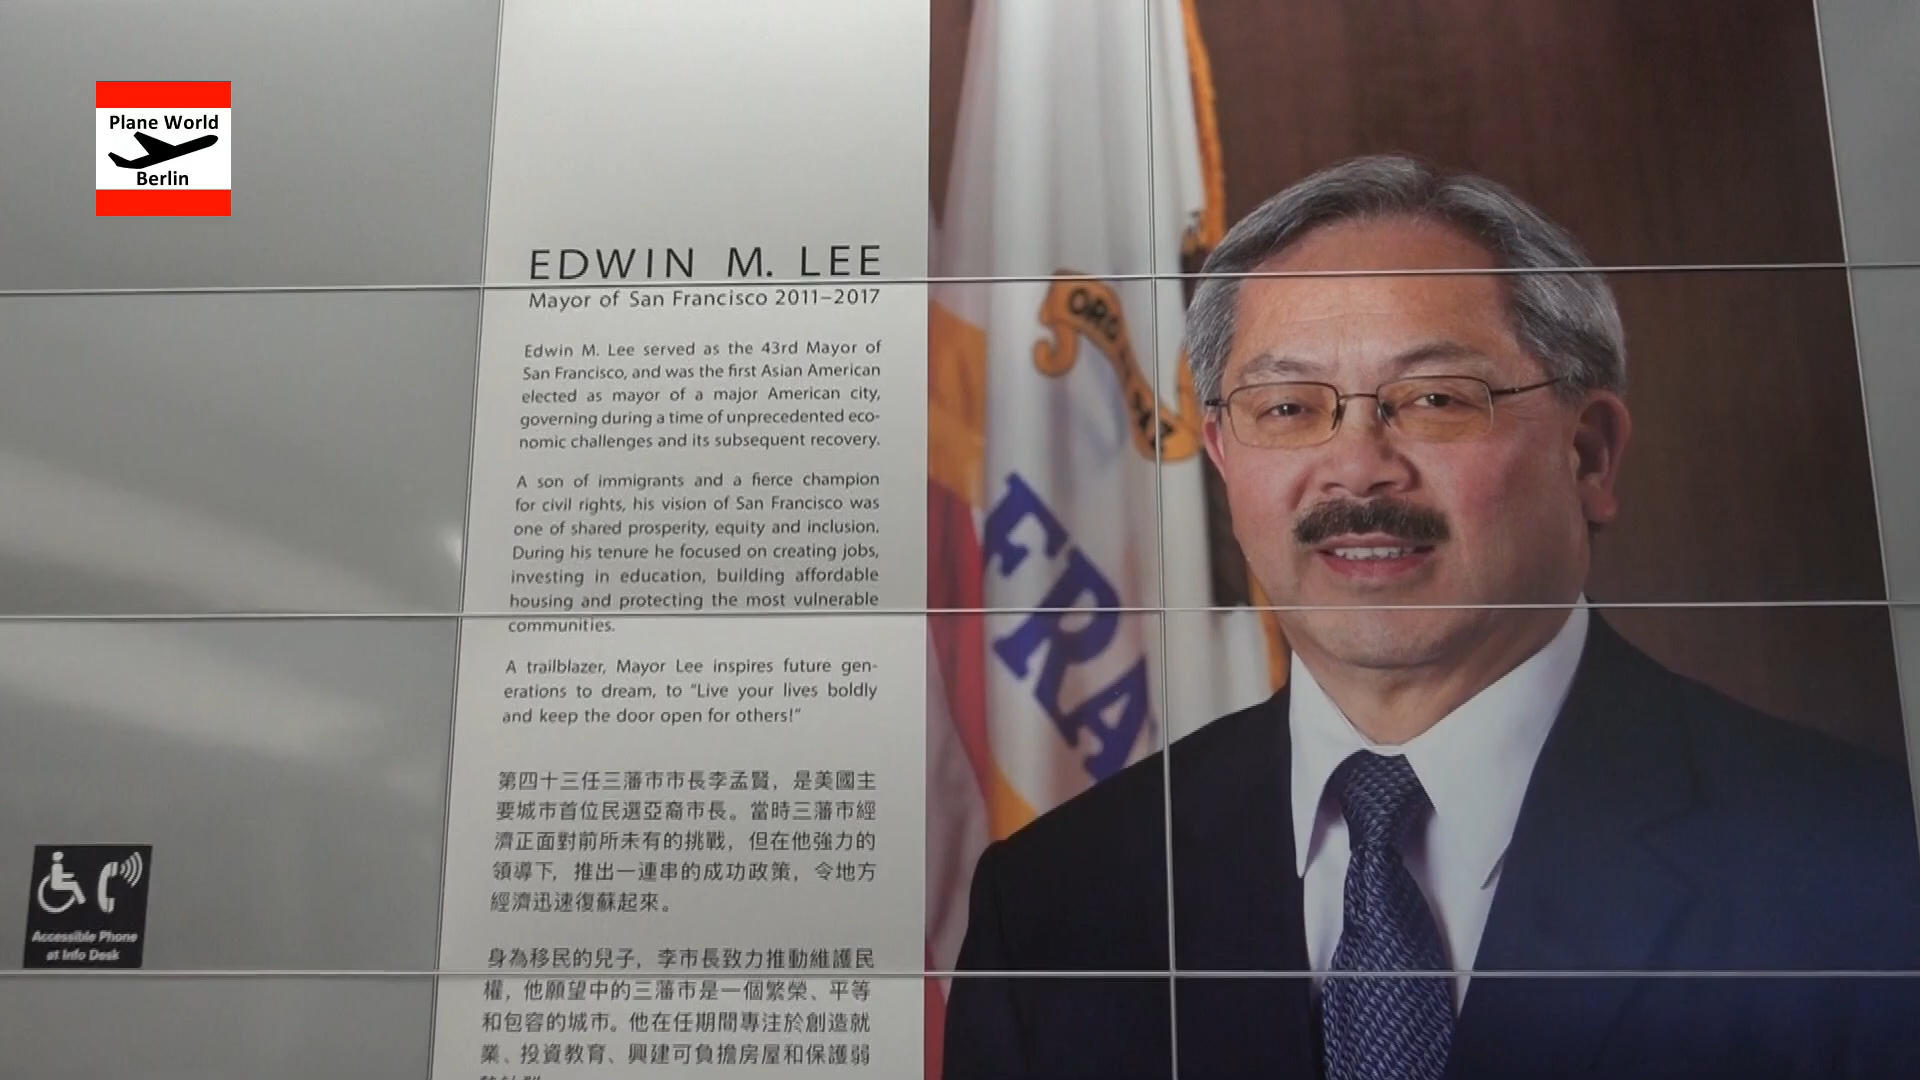 Plane World
Berlin
EDWIN M. LEE
Mayor of San Francisco 2011–2017
Edwin M. Lee served as the 43rd Mayor of
San Francisco, and was the first Asian American
elected as mayor of a major American city,
governing during a time of unprecedented eco-
nomic challenges and its subsequent recovery.
A son of immigrants and a fierce champion
for civil rights, his vision of San Francisco was
one of shared prosperity, equity and inclusion.
During his tenure he focused on creating jobs,
investing in education, building affordable
housing and protecting the most vulnerable
communities.
A trailblazer, Mayor Lee inspires future gen-
erations to dream, to “Live your lives boldly
and keep the door open for others!”
第四十三任三藩市市長李孟賢，是美國主
要城市首位民選亞裔市長。當時三藩市經
濟正面對前所未有的挑戰，但在他強力的
領導下，推出一連串的成功政策，令地方
經濟迅速復蘇起來。
身為移民的兒子，李市長致力推動維護民
權，他願望中的三藩市是一個繁榮、平等
和包容的城市。他在任期間專注於創造就
業、投資教育、興建可負擔房屋和保護弱
FRA
Accessible Phone
at Info Desk